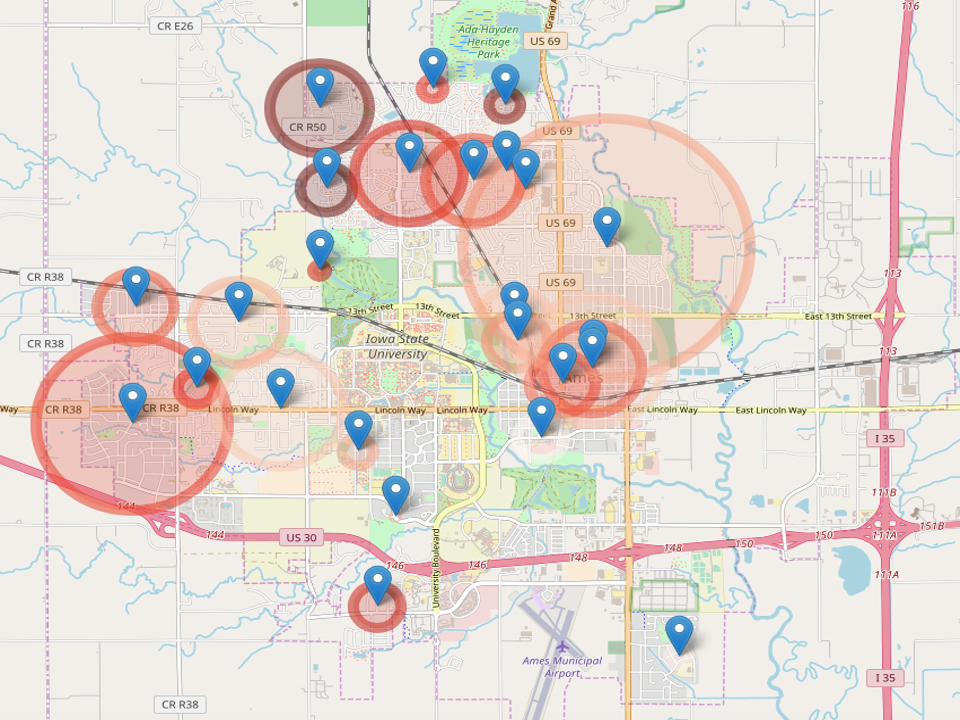 116
CR E26
Grand A
Ada Hayden
Heritage
Park
US 69
CR R50
US 69
US 69
CR R38
113
US 69
13th Street
13th Street
East 13th Street
CR R38
Iowa State
University
113
Ames
Way
CR R38
CR R38
Lincoln Way
Lincoln Way
Lincoln Way
East Lincoln Way
East Lincoln Way
I 35
111B
144
144
US 30
151B
150
150
111A
148
148
146
146
University Boulevard
111A
Ames Municipal
Airport
I 35
CR R38